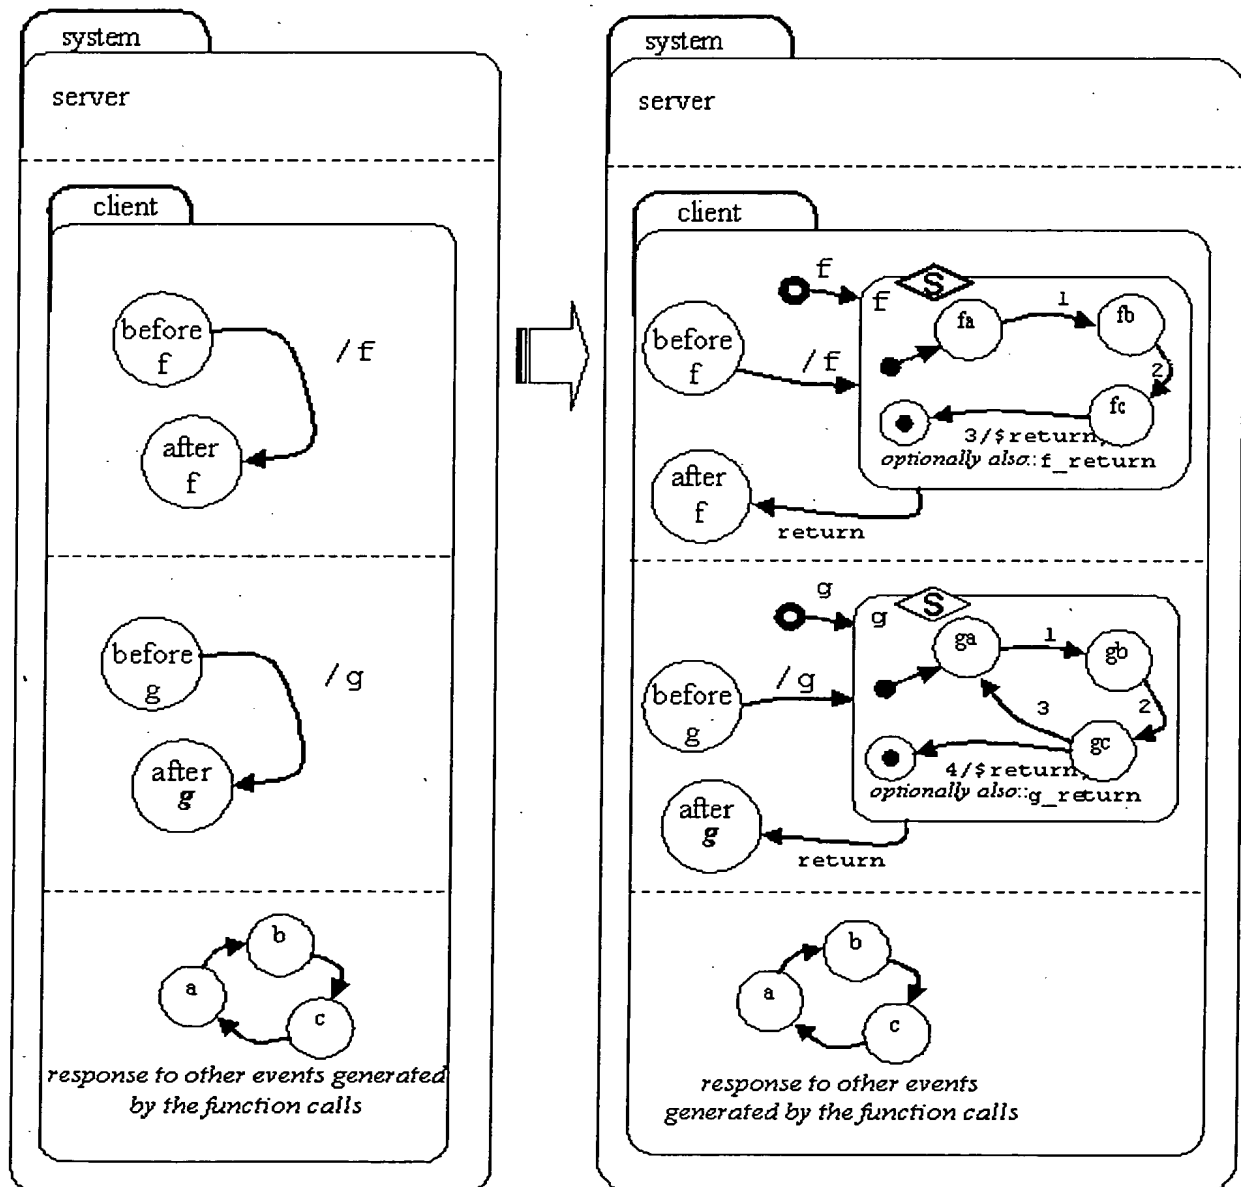 system
server
client
before
f
/f
after
f
before
g
/g
after
g
b
a
c
response to other events generated
by the function calls
system
server
client
f
f
S
fa
1
fb
before
f
/f
2
fc
3/$return,
optionally also::f_return
after
f
return
g
g
S
ga
1
gb
before
g
/g
3
2
gc
4/$return,
optionally also::g_return
after
g
return
b
a
c
response to other events
generated by the function calls